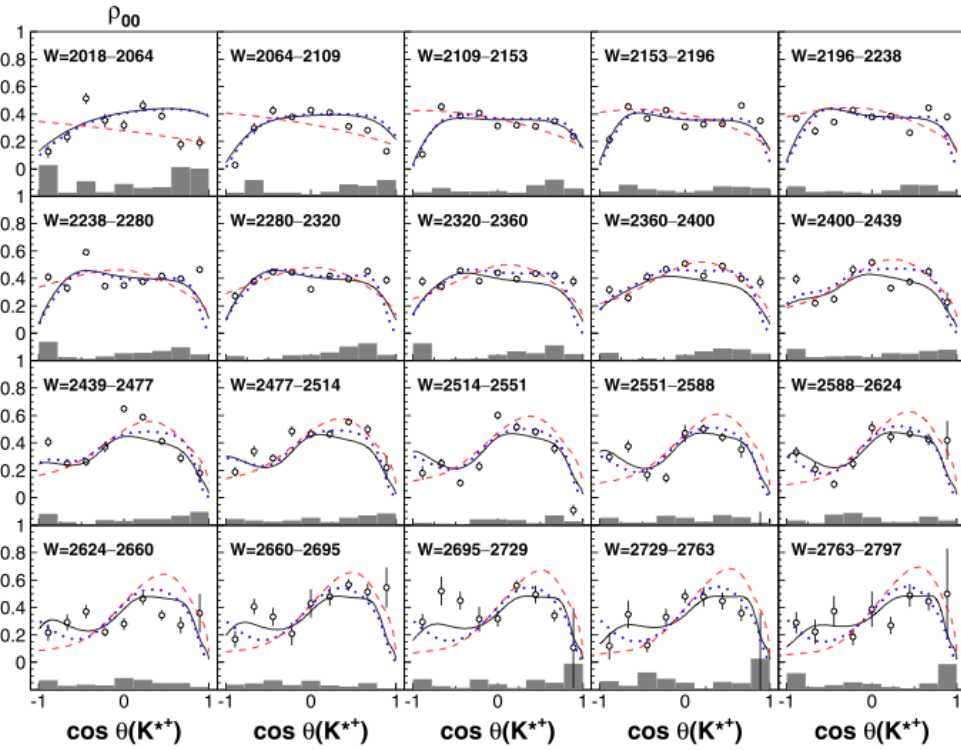 ρ00
1
0.8
0.6
0.4
0.2
0
W=2018–2064
W=2064–2109
W=2109–2153
W=2153–2196
W=2196–2238
1
0.8
0.6
0.4
0.2
0
W=2238–2280
W=2280–2320
W=2320–2360
W=2360–2400
W=2400–2439
1
0.8
0.6
0.4
0.2
0
W=2439–2477
W=2477–2514
W=2514–2551
W=2551–2588
W=2588–2624
1
0.8
0.6
0.4
0.2
0
W=2624–2660
W=2660–2695
W=2695–2729
W=2729–2763
W=2763–2797
-1 0 1 -1 0 1 -1 0 1 -1 0 1 -1 0 1
cos θ(K*+) cos θ(K*+) cos θ(K*+) cos θ(K*+) cos θ(K*+)